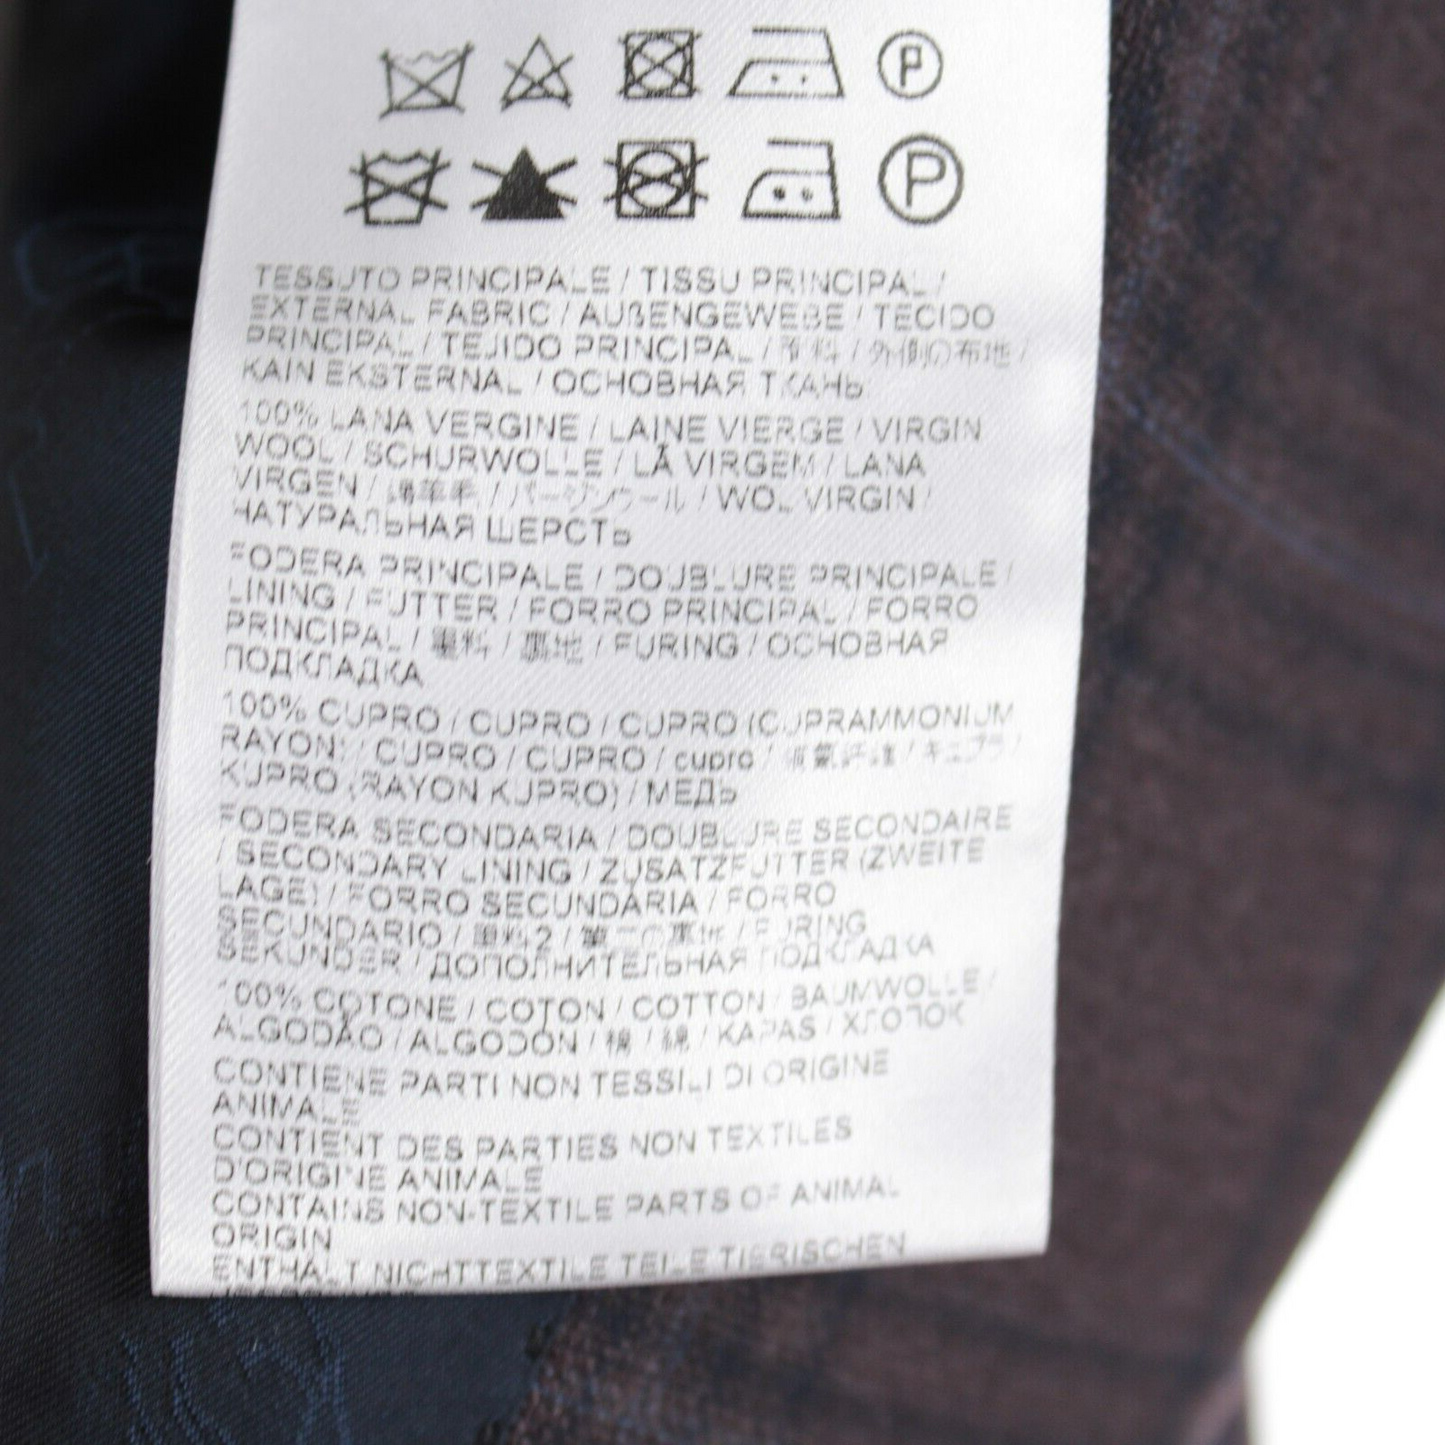 P
P
TESSUTO PRINCIPALE / TISSU PRINCIPAL /
EXTERNAL FABRIC / AUßENGEWEBE / TECIDO
PRINCIPAL / TEJIDO PRINCIPAL / 面料 / 外側の布地 /
KAIN EKSTERNAL / ОСНОВНАЯ ТКАНЬ
100% LANA VERGINE / LAINE VIERGE / VIRGIN
WOOL / SCHURWOLLE / LÃ VIRGEM / LANA
VIRGEN / 绵羊毛 / バージンウール / WOL VIRGIN /
НАТУРАЛЬНАЯ ШЕРСТЬ
FODERA PRINCIPALE / DOUBLURE PRINCIPALE /
LINING / FUTTER / FORRO PRINCIPAL / FORRO
PRINCIPAL / 里料 / 裏地 / FURING / ОСНОВНАЯ
ПОДКЛАДКА
100% CUPRO / CUPRO / CUPRO (CUPRAMMONIUM
RAYON) / CUPRO / CUPRO / cupro / キュプラ /
KUPRO (RAYON KUPRO) / МЕДЬ
FODERA SECONDARIA / DOUBLURE SECONDAIRE
/ SECONDARY LINING / ZUSATZFUTTER (ZWEITE
LAGE) / FORRO SECUNDÁRIA / FORRO
SECUNDARIO / 里料2 / 第二の裏地 / FURING
SEKUNDER / ДОПОЛНИТЕЛЬНАЯ ПОДКЛАДКА
100% COTONE / COTON / COTTON / BAUMWOLLE /
ALGODÃO / ALGODÓN / 棉 / 綿 / KAPAS / ХЛОПОК
CONTIENE PARTI NON TESSILI DI ORIGINE
ANIMALE
CONTIENT DES PARTIES NON TEXTILES
D'ORIGINE ANIMALE
CONTAINS NON-TEXTILE PARTS OF ANIMAL
ORIGIN
ENTHÄLT NICHTTEXTILE TEILE TIERISCHEN